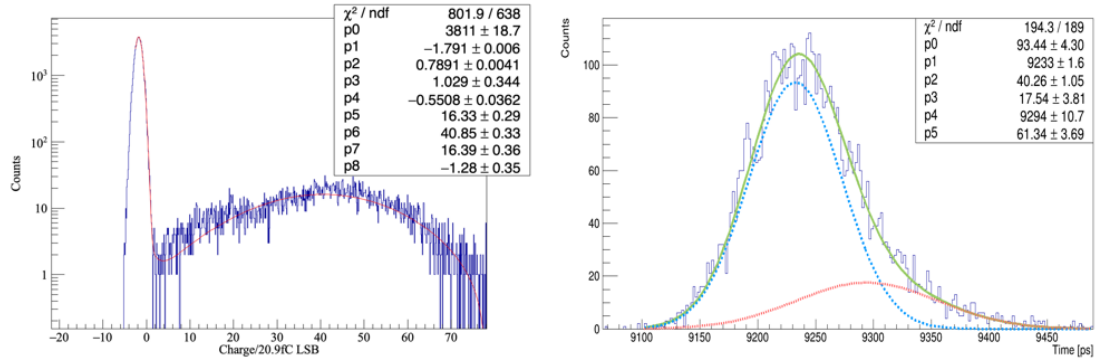 χ² / ndf 801.9 / 638
p0 3811 ± 18.7
p1 −1.791 ± 0.006
p2 0.7891 ± 0.0041
p3 1.029 ± 0.344
p4 −0.5508 ± 0.0362
p5 16.33 ± 0.29
p6 40.85 ± 0.33
p7 16.39 ± 0.36
p8 −1.28 ± 0.35
Counts
10³
10²
10
1
−20 −10 0 10 20 30 40 50 60 70
Charge/20.9fC LSB
χ² / ndf 194.3 / 189
p0 93.44 ± 4.30
p1 9233 ± 1.6
p2 40.26 ± 1.05
p3 17.54 ± 3.81
p4 9294 ± 10.7
p5 61.34 ± 3.69
Counts
100
80
60
40
20
0
9100 9150 9200 9250 9300 9350 9400 9450
Time [ps]